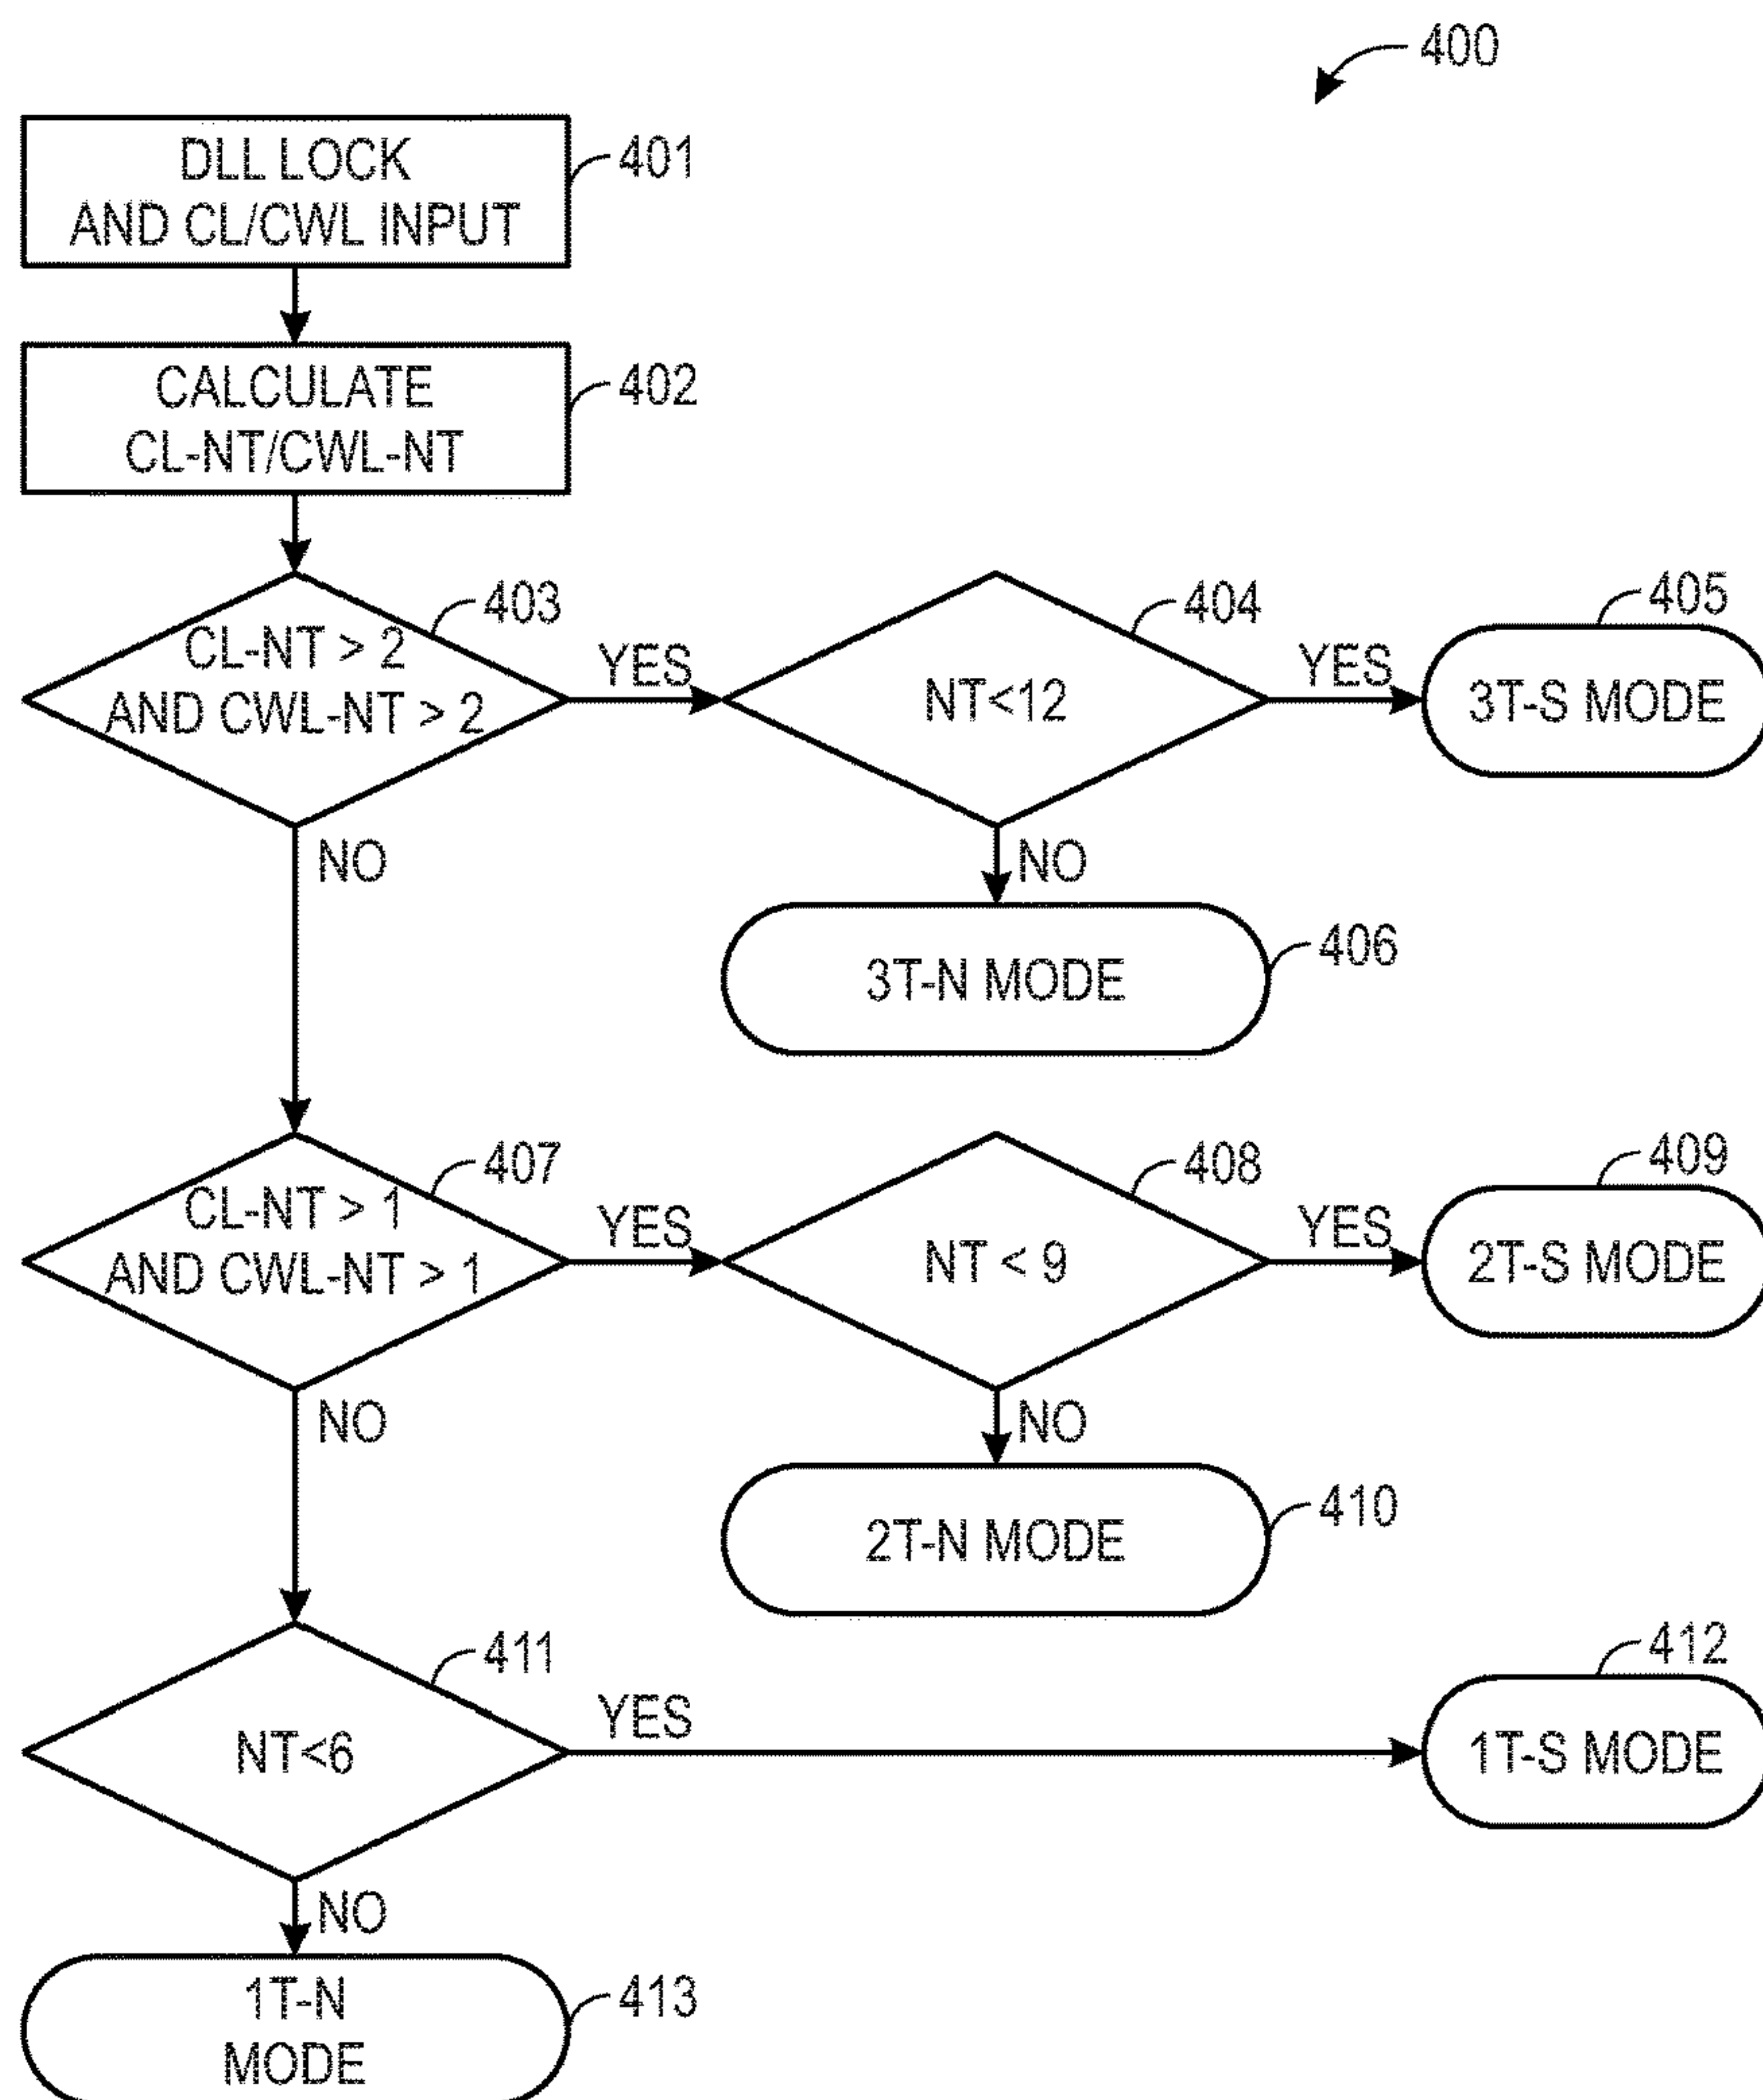 400
DLL LOCK
AND CL/CWL INPUT
401
CALCULATE
CL-NT/CWL-NT
402
CL-NT > 2
AND CWL-NT > 2
403
YES
NO
NT<12
404
YES
NO
3T-S MODE
405
3T-N MODE
406
CL-NT > 1
AND CWL-NT > 1
407
YES
NO
NT < 9
408
YES
NO
2T-S MODE
409
2T-N MODE
410
NT<6
411
YES
NO
1T-S MODE
412
1T-N
MODE
413